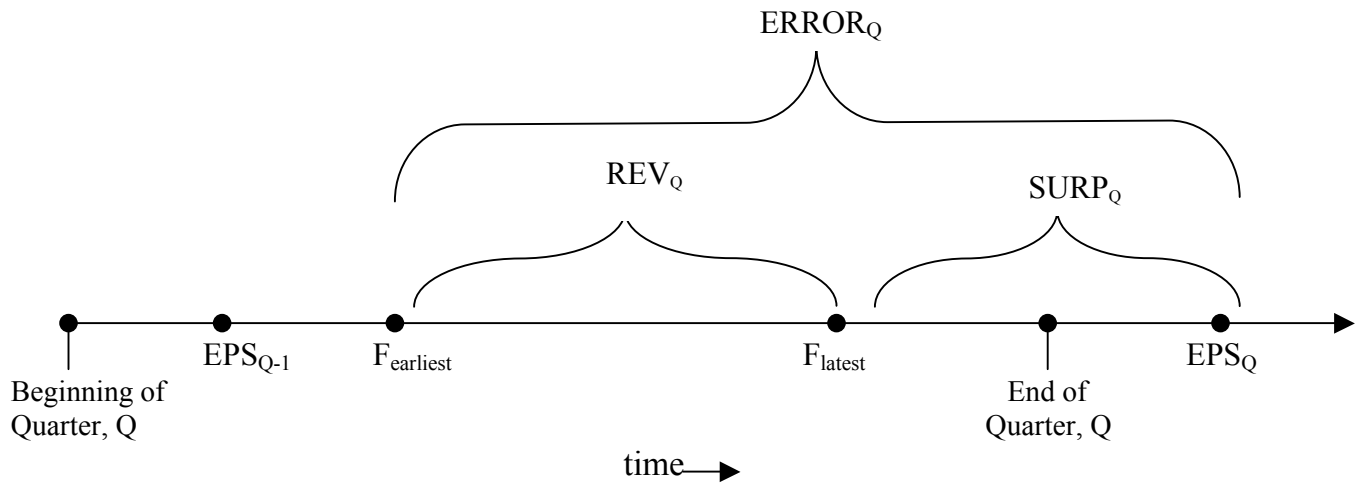 ERROR_Q
REV_Q
SURP_Q
EPS_Q-1
F_earliest
F_latest
EPS_Q
Beginning of
Quarter, Q
End of
Quarter, Q
time